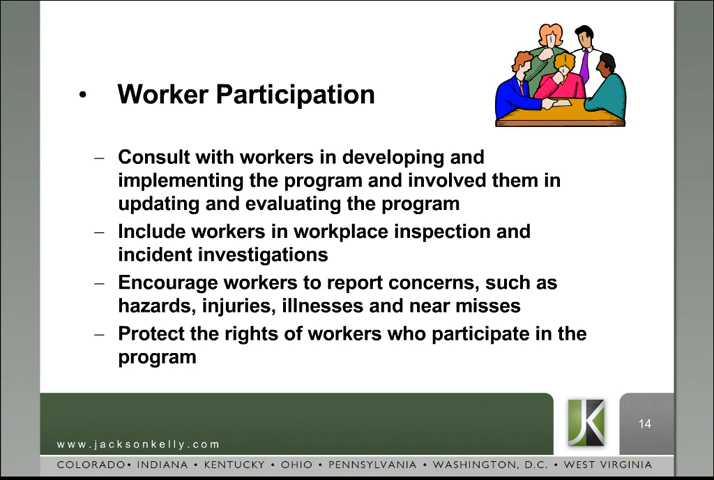 • Worker Participation
– Consult with workers in developing and
implementing the program and involved them in
updating and evaluating the program
– Include workers in workplace inspection and
incident investigations
– Encourage workers to report concerns, such as
hazards, injuries, illnesses and near misses
– Protect the rights of workers who participate in the
program
JK
14
www.jacksonkelly.com
COLORADO • INDIANA • KENTUCKY • OHIO • PENNSYLVANIA • WASHINGTON, D.C. • WEST VIRGINIA